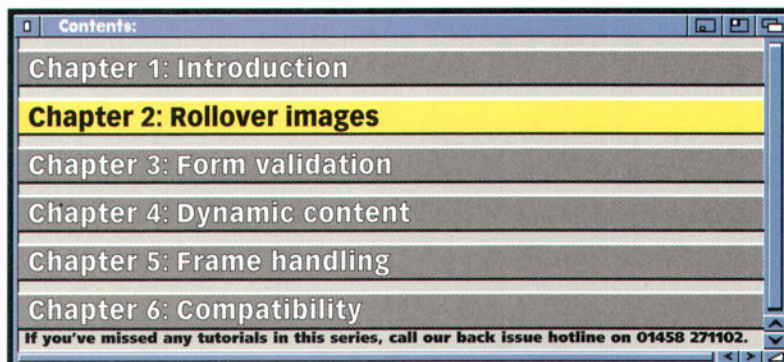 Contents:
Chapter 1: Introduction
Chapter 2: Rollover images
Chapter 3: Form validation
Chapter 4: Dynamic content
Chapter 5: Frame handling
Chapter 6: Compatibility
If you've missed any tutorials in this series, call our back issue hotline on 01458 271102.